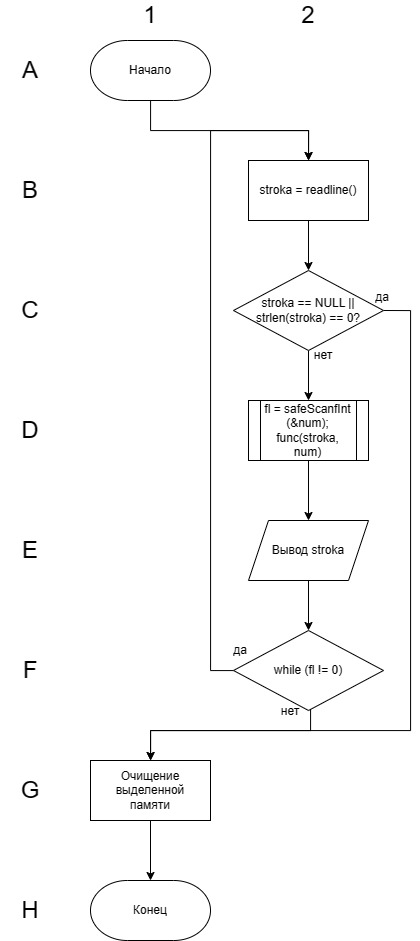 1 2
A
Начало
B
stroka = readline()
C
stroka == NULL ||
strlen(stroka) == 0?
да
нет
D
fl = safeScanfInt
(&num);
func(stroka,
num)
E
Вывод stroka
да
F
while (fl != 0)
нет
G
Очищение
выделенной
памяти
H
Конец